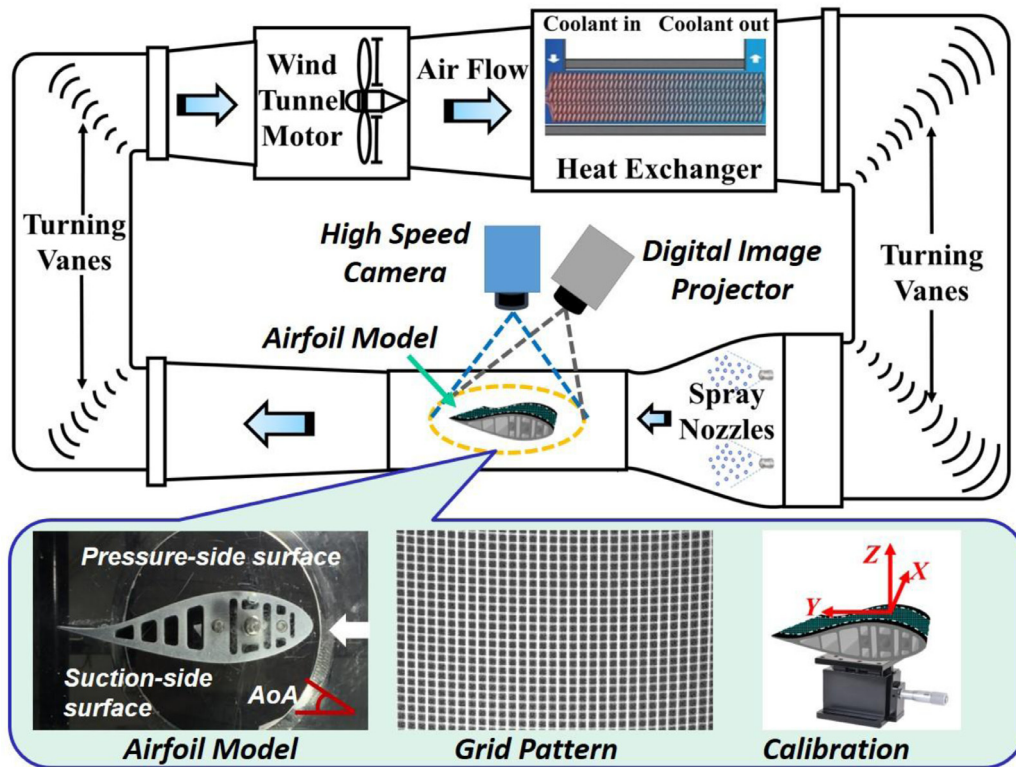 Coolant in
Coolant out
Wind
Tunnel
Motor
Air Flow
Heat Exchanger
Turning
Vanes
High Speed
Camera
Digital Image
Projector
Turning
Vanes
Airfoil Model
Spray
Nozzles
Pressure-side surface
Suction-side
surface
AoA
Z
X
Y
Airfoil Model
Grid Pattern
Calibration